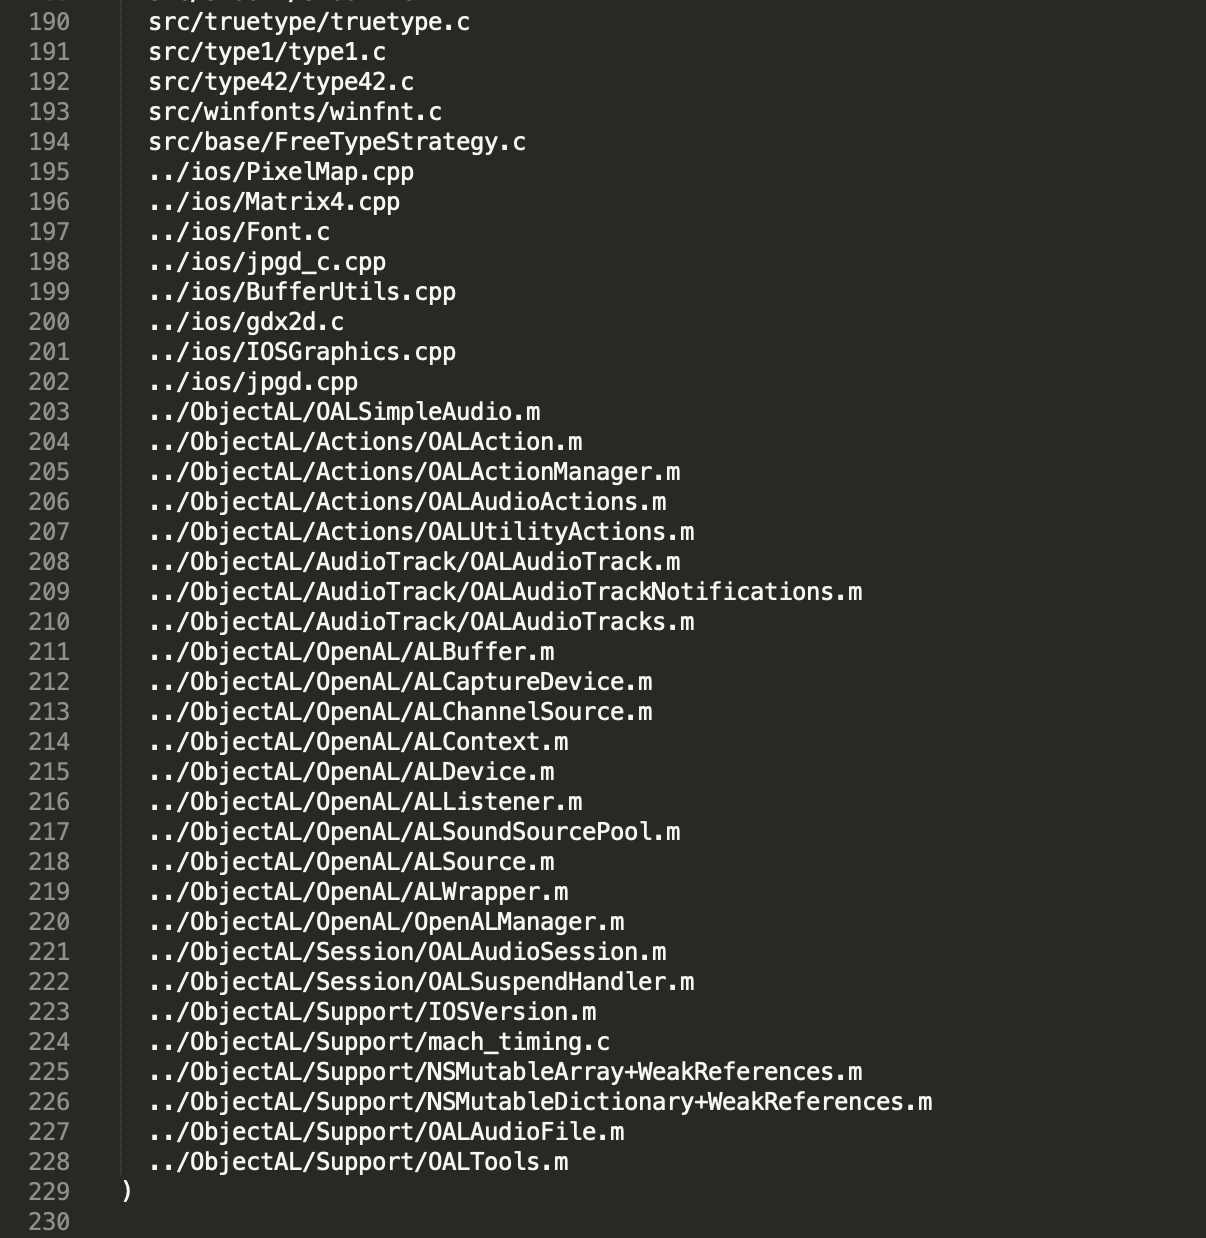 190 src/truetype/truetype.c
191 src/type1/type1.c
192 src/type42/type42.c
193 src/winfonts/winfnt.c
194 src/base/FreeTypeStrategy.c
195 ../ios/PixelMap.cpp
196 ../ios/Matrix4.cpp
197 ../ios/Font.c
198 ../ios/jpgd_c.cpp
199 ../ios/BufferUtils.cpp
200 ../ios/gdx2d.c
201 ../ios/IOSGraphics.cpp
202 ../ios/jpgd.cpp
203 ../ObjectAL/OALSimpleAudio.m
204 ../ObjectAL/Actions/OALAction.m
205 ../ObjectAL/Actions/OALActionManager.m
206 ../ObjectAL/Actions/OALAudioActions.m
207 ../ObjectAL/Actions/OALUtilityActions.m
208 ../ObjectAL/AudioTrack/OALAudioTrack.m
209 ../ObjectAL/AudioTrack/OALAudioTrackNotifications.m
210 ../ObjectAL/AudioTrack/OALAudioTracks.m
211 ../ObjectAL/OpenAL/ALBuffer.m
212 ../ObjectAL/OpenAL/ALCaptureDevice.m
213 ../ObjectAL/OpenAL/ALChannelSource.m
214 ../ObjectAL/OpenAL/ALContext.m
215 ../ObjectAL/OpenAL/ALDevice.m
216 ../ObjectAL/OpenAL/ALListener.m
217 ../ObjectAL/OpenAL/ALSoundSourcePool.m
218 ../ObjectAL/OpenAL/ALSource.m
219 ../ObjectAL/OpenAL/ALWrapper.m
220 ../ObjectAL/OpenAL/OpenALManager.m
221 ../ObjectAL/Session/OALAudioSession.m
222 ../ObjectAL/Session/OALSuspendHandler.m
223 ../ObjectAL/Support/IOSVersion.m
224 ../ObjectAL/Support/mach_timing.c
225 ../ObjectAL/Support/NSMutableArray+WeakReferences.m
226 ../ObjectAL/Support/NSMutableDictionary+WeakReferences.m
227 ../ObjectAL/Support/OALAudioFile.m
228 ../ObjectAL/Support/OALTools.m
229 )
230